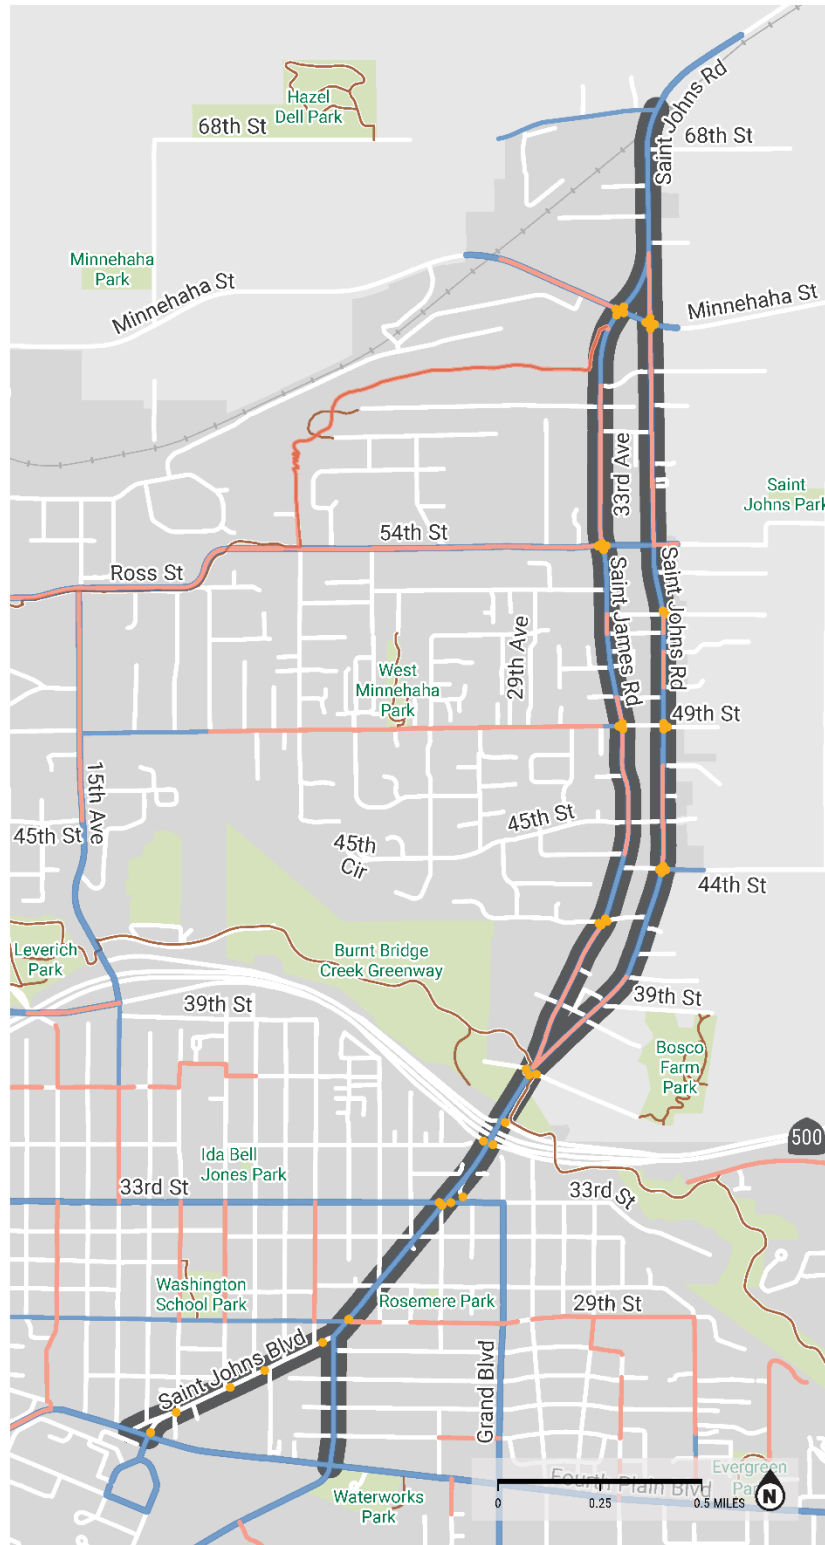 Saint Johns Rd
Hazel
Dell Park
68th St
68th St
Minnehaha
Park
Minnehaha St
Minnehaha St
33rd Ave
Saint
Johns Park
54th St
Ross St
Saint James Rd
Saint Johns Rd
29th Ave
West
Minnehaha
Park
49th St
15th Ave
45th St
45th St
45th
Cir
44th St
Leverich
Park
Burnt Bridge
Creek Greenway
39th St
39th St
Bosco
Farm
Park
500
Ida Bell
Jones Park
33rd St
33rd St
Washington
School Park
Rosemere Park
29th St
Saint Johns Blvd
Grand Blvd
Evergreen
Park
Fourth Plain Blvd
Waterworks
Park
0
0.25
0.5 MILES
N